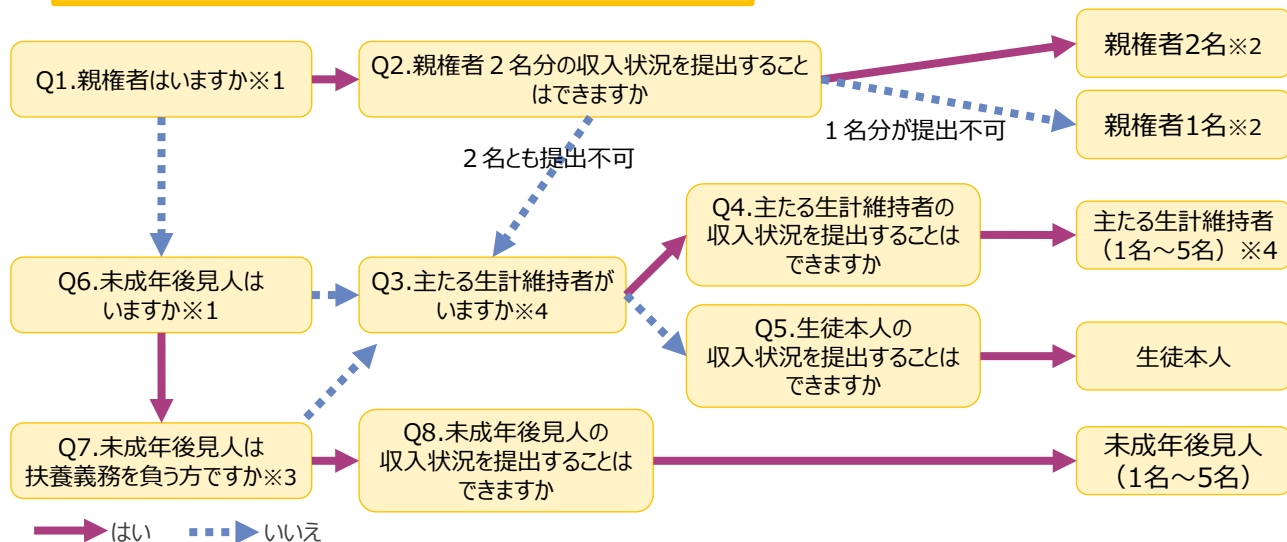 Q1.親権者はいますか※1
Q2.親権者２名分の収入状況を提出すること
はできますか
親権者2名※2
１名分が提出不可
親権者1名※2
２名とも提出不可
Q4.主たる生計維持者の
収入状況を提出することは
できますか
主たる生計維持者
（1名～5名）※4
Q6.未成年後見人は
いますか※1
Q3.主たる生計維持者が
いますか※4
Q5.生徒本人の
収入状況を提出することは
できますか
生徒本人
Q7.未成年後見人は
扶養義務を負う方ですか※3
Q8.未成年後見人の
収入状況を提出することは
できますか
未成年後見人
（1名～5名）
はい
いいえ